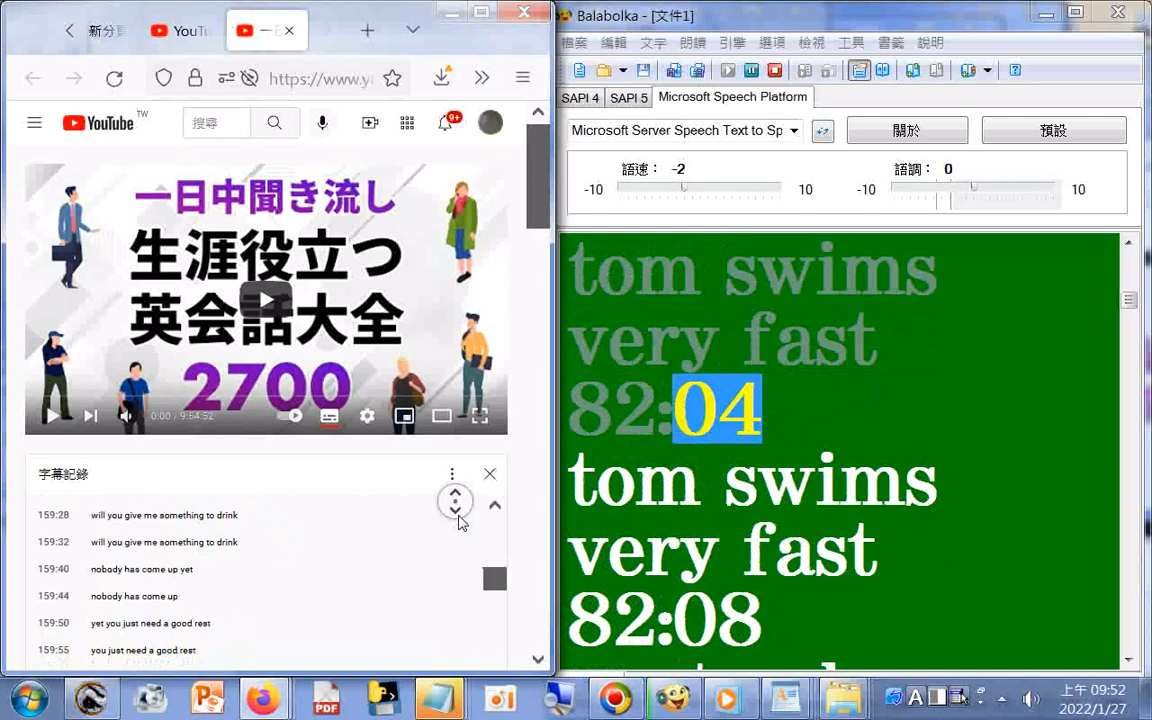 新分頁
YouTu
https://www.y
YouTube TW
搜尋
9+
一日中聞き流し
生涯役立つ
英会話大全
2700
0:00 / 9:54:52
字幕記錄
159:28 will you give me something to drink
159:32 will you give me something to drink
159:40 nobody has come up yet
159:44 nobody has come up
159:50 yet you just need a good rest
159:55 you just need a good rest
Balabolka - [文件1]
檔案 編輯 文字 朗讀 引擎 選項 檢視 工具 書籤 說明
SAPI 4 SAPI 5 Microsoft Speech Platform
Microsoft Server Speech Text to Sp
關於 預設
語速： -2 語調： 0
-10 10 -10 10
tom swims
very fast
82:04
tom swims
very fast
82:08
PDF
A
上午 09:52
2022/1/27